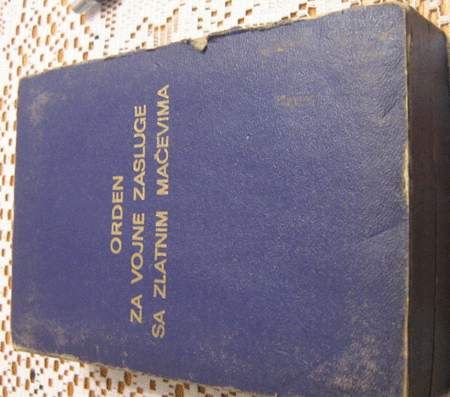 ORDEN
ZA VOJNE ZASLUGE
SA ZLATNIM MAČEVIMA